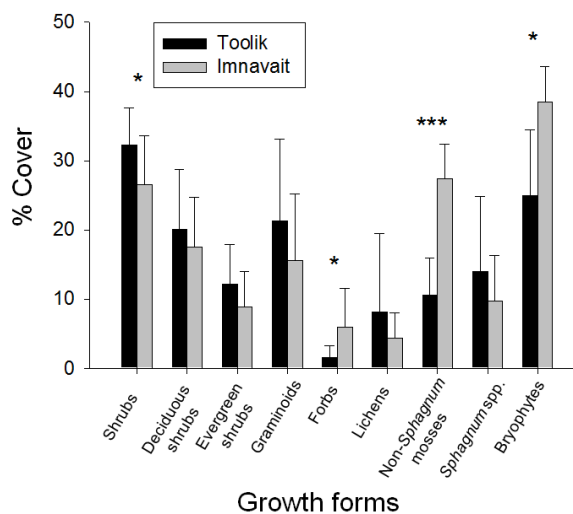 50
40
30
20
10
0
% Cover
Toolik
Imnavait
*
*
***
*
Shrubs
Deciduous
shrubs
Evergreen
shrubs
Graminoids
Forbs
Lichens
Non-Sphagnum
mosses
Sphagnum spp.
Bryophytes
Growth forms